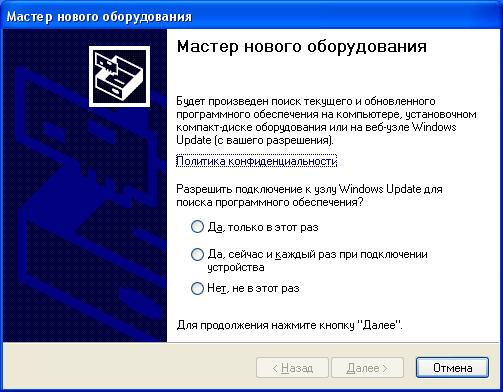 Мастер нового оборудования
Мастер нового оборудования
Будет произведен поиск текущего и обновленного
программного обеспечения на компьютере, установочном
компакт-диске оборудования или на веб-узле Windows
Update (с вашего разрешения).
Политика конфиденциальности
Разрешить подключение к узлу Windows Update для
поиска программного обеспечения?
Да, только в этот раз
Да, сейчас и каждый раз при подключении
устройства
Нет, не в этот раз
Для продолжения нажмите кнопку "Далее".
< Назад Далее > Отмена